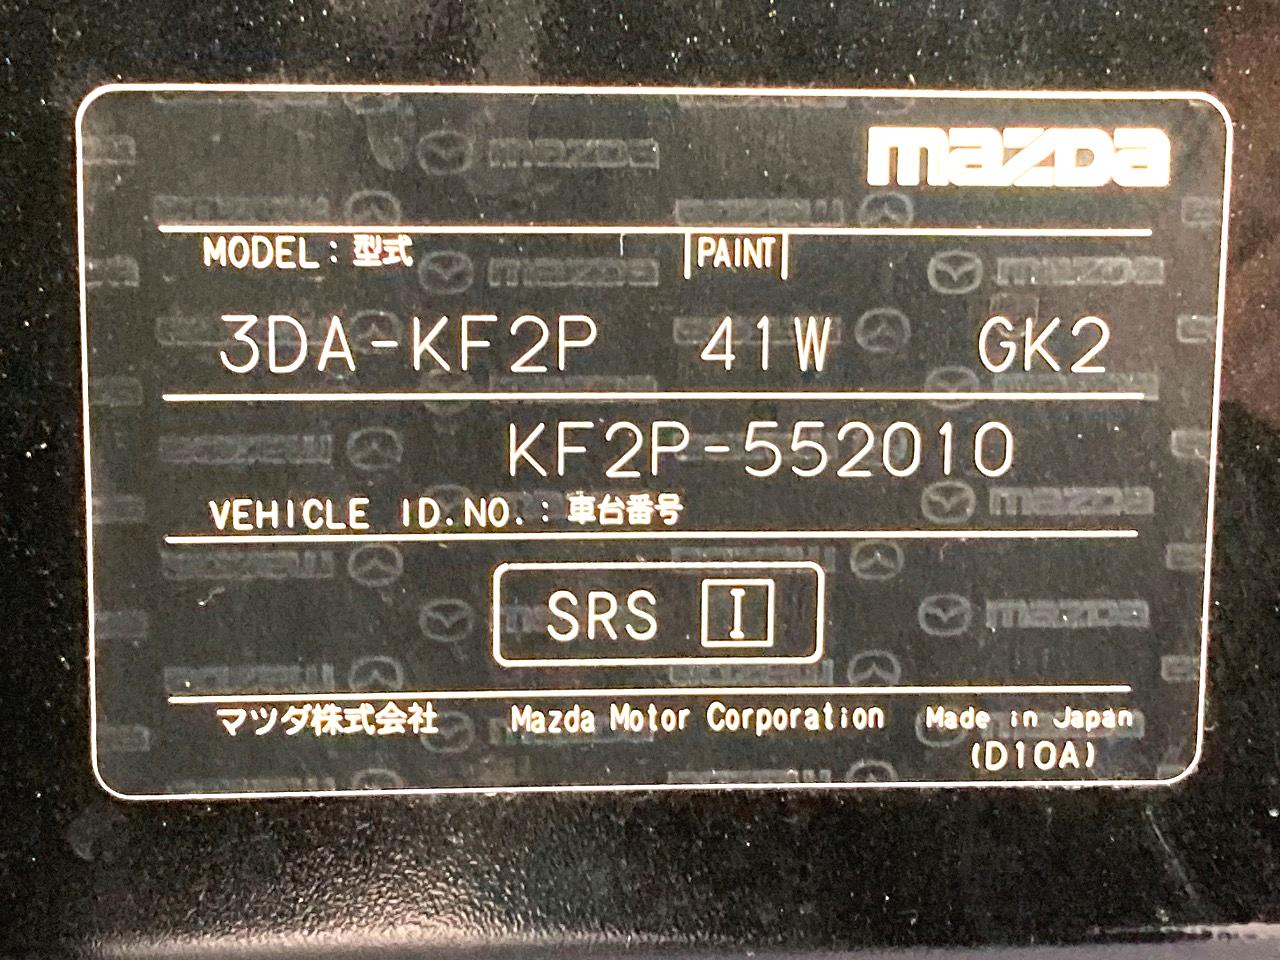 mazda
MODEL: 型式 PAINT
3DA-KF2P 41W GK2
KF2P-552010
VEHICLE ID.NO.: 車台番号
SRS I
マツダ株式会社 Mazda Motor Corporation Made in Japan
(D10A)